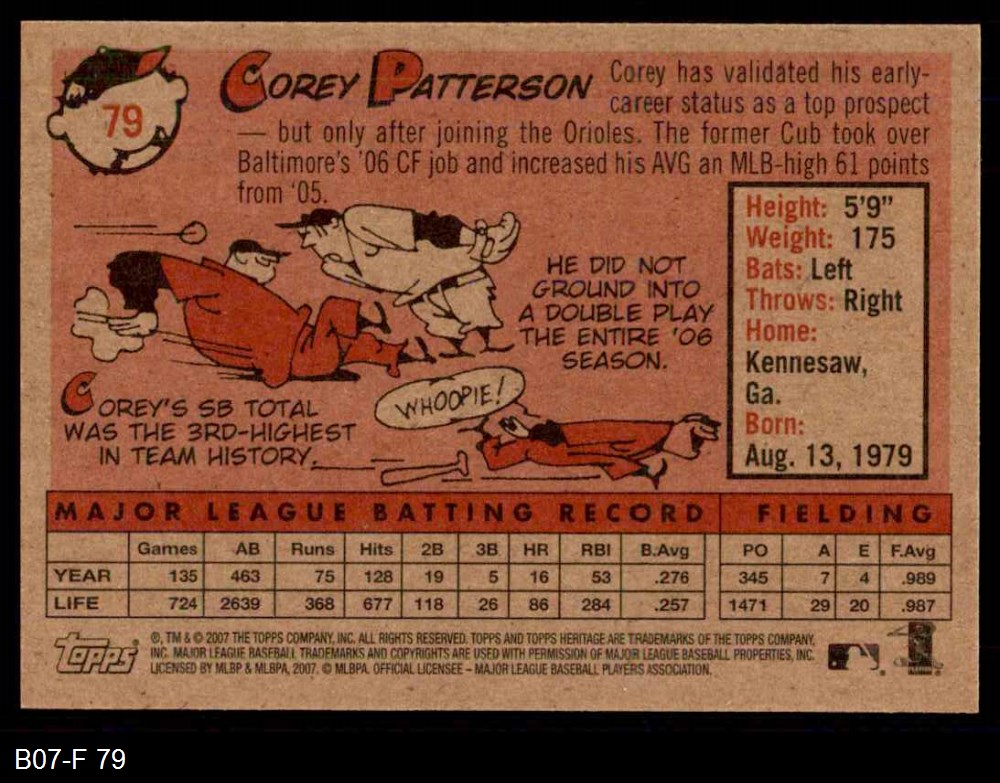 79
COREY PATTERSON
Corey has validated his early-
career status as a top prospect
— but only after joining the Orioles. The former Cub took over
Baltimore's '06 CF job and increased his AVG an MLB-high 61 points
from '05.
Height: 5'9"
Weight: 175
Bats: Left
Throws: Right
Home:
Kennesaw,
Ga.
Born:
Aug. 13, 1979
HE DID NOT
GROUND INTO
A DOUBLE PLAY
THE ENTIRE '06
SEASON.
WHOOPIE!
COREY'S SB TOTAL
WAS THE 3RD-HIGHEST
IN TEAM HISTORY.
MAJOR LEAGUE BATTING RECORD FIELDING
Games AB Runs Hits 2B 3B HR RBI B.Avg PO A E F.Avg
YEAR 135 463 75 128 19 5 16 53 .276 345 7 4 .989
LIFE 724 2639 368 677 118 26 86 284 .257 1471 29 20 .987
Topps
®, TM & © 2007 THE TOPPS COMPANY, INC. ALL RIGHTS RESERVED. TOPPS AND TOPPS HERITAGE ARE TRADEMARKS OF THE TOPPS COMPANY,
INC. MAJOR LEAGUE BASEBALL TRADEMARKS AND COPYRIGHTS ARE USED WITH PERMISSION OF MAJOR LEAGUE BASEBALL PROPERTIES, INC.
LICENSED BY MLBP & MLBPA, 2007. © MLBPA. OFFICIAL LICENSEE – MAJOR LEAGUE BASEBALL PLAYERS ASSOCIATION.
B07-F 79